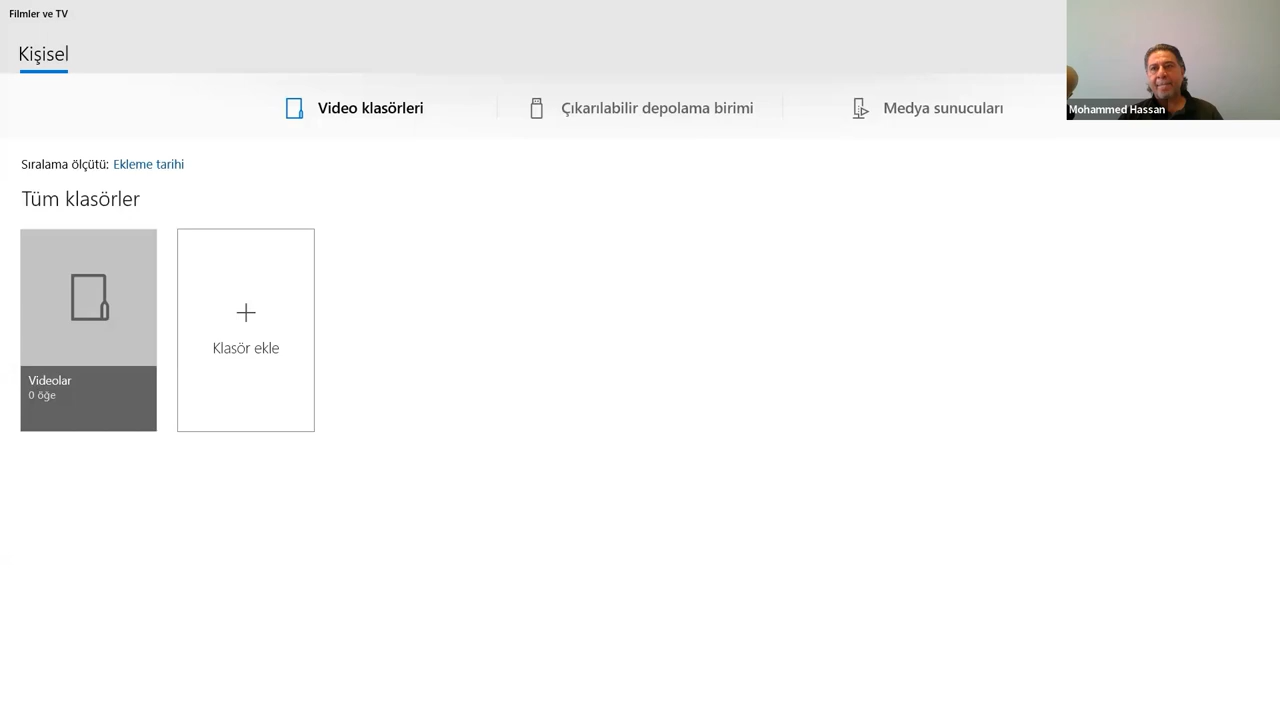 Filmler ve TV
Kişisel
Video klasörleri
Çıkarılabilir depolama birimi
Medya sunucuları
Mohammed Hassan
Sıralama ölçütü: Ekleme tarihi
Tüm klasörler
Videolar
0 öğe
Klasör ekle